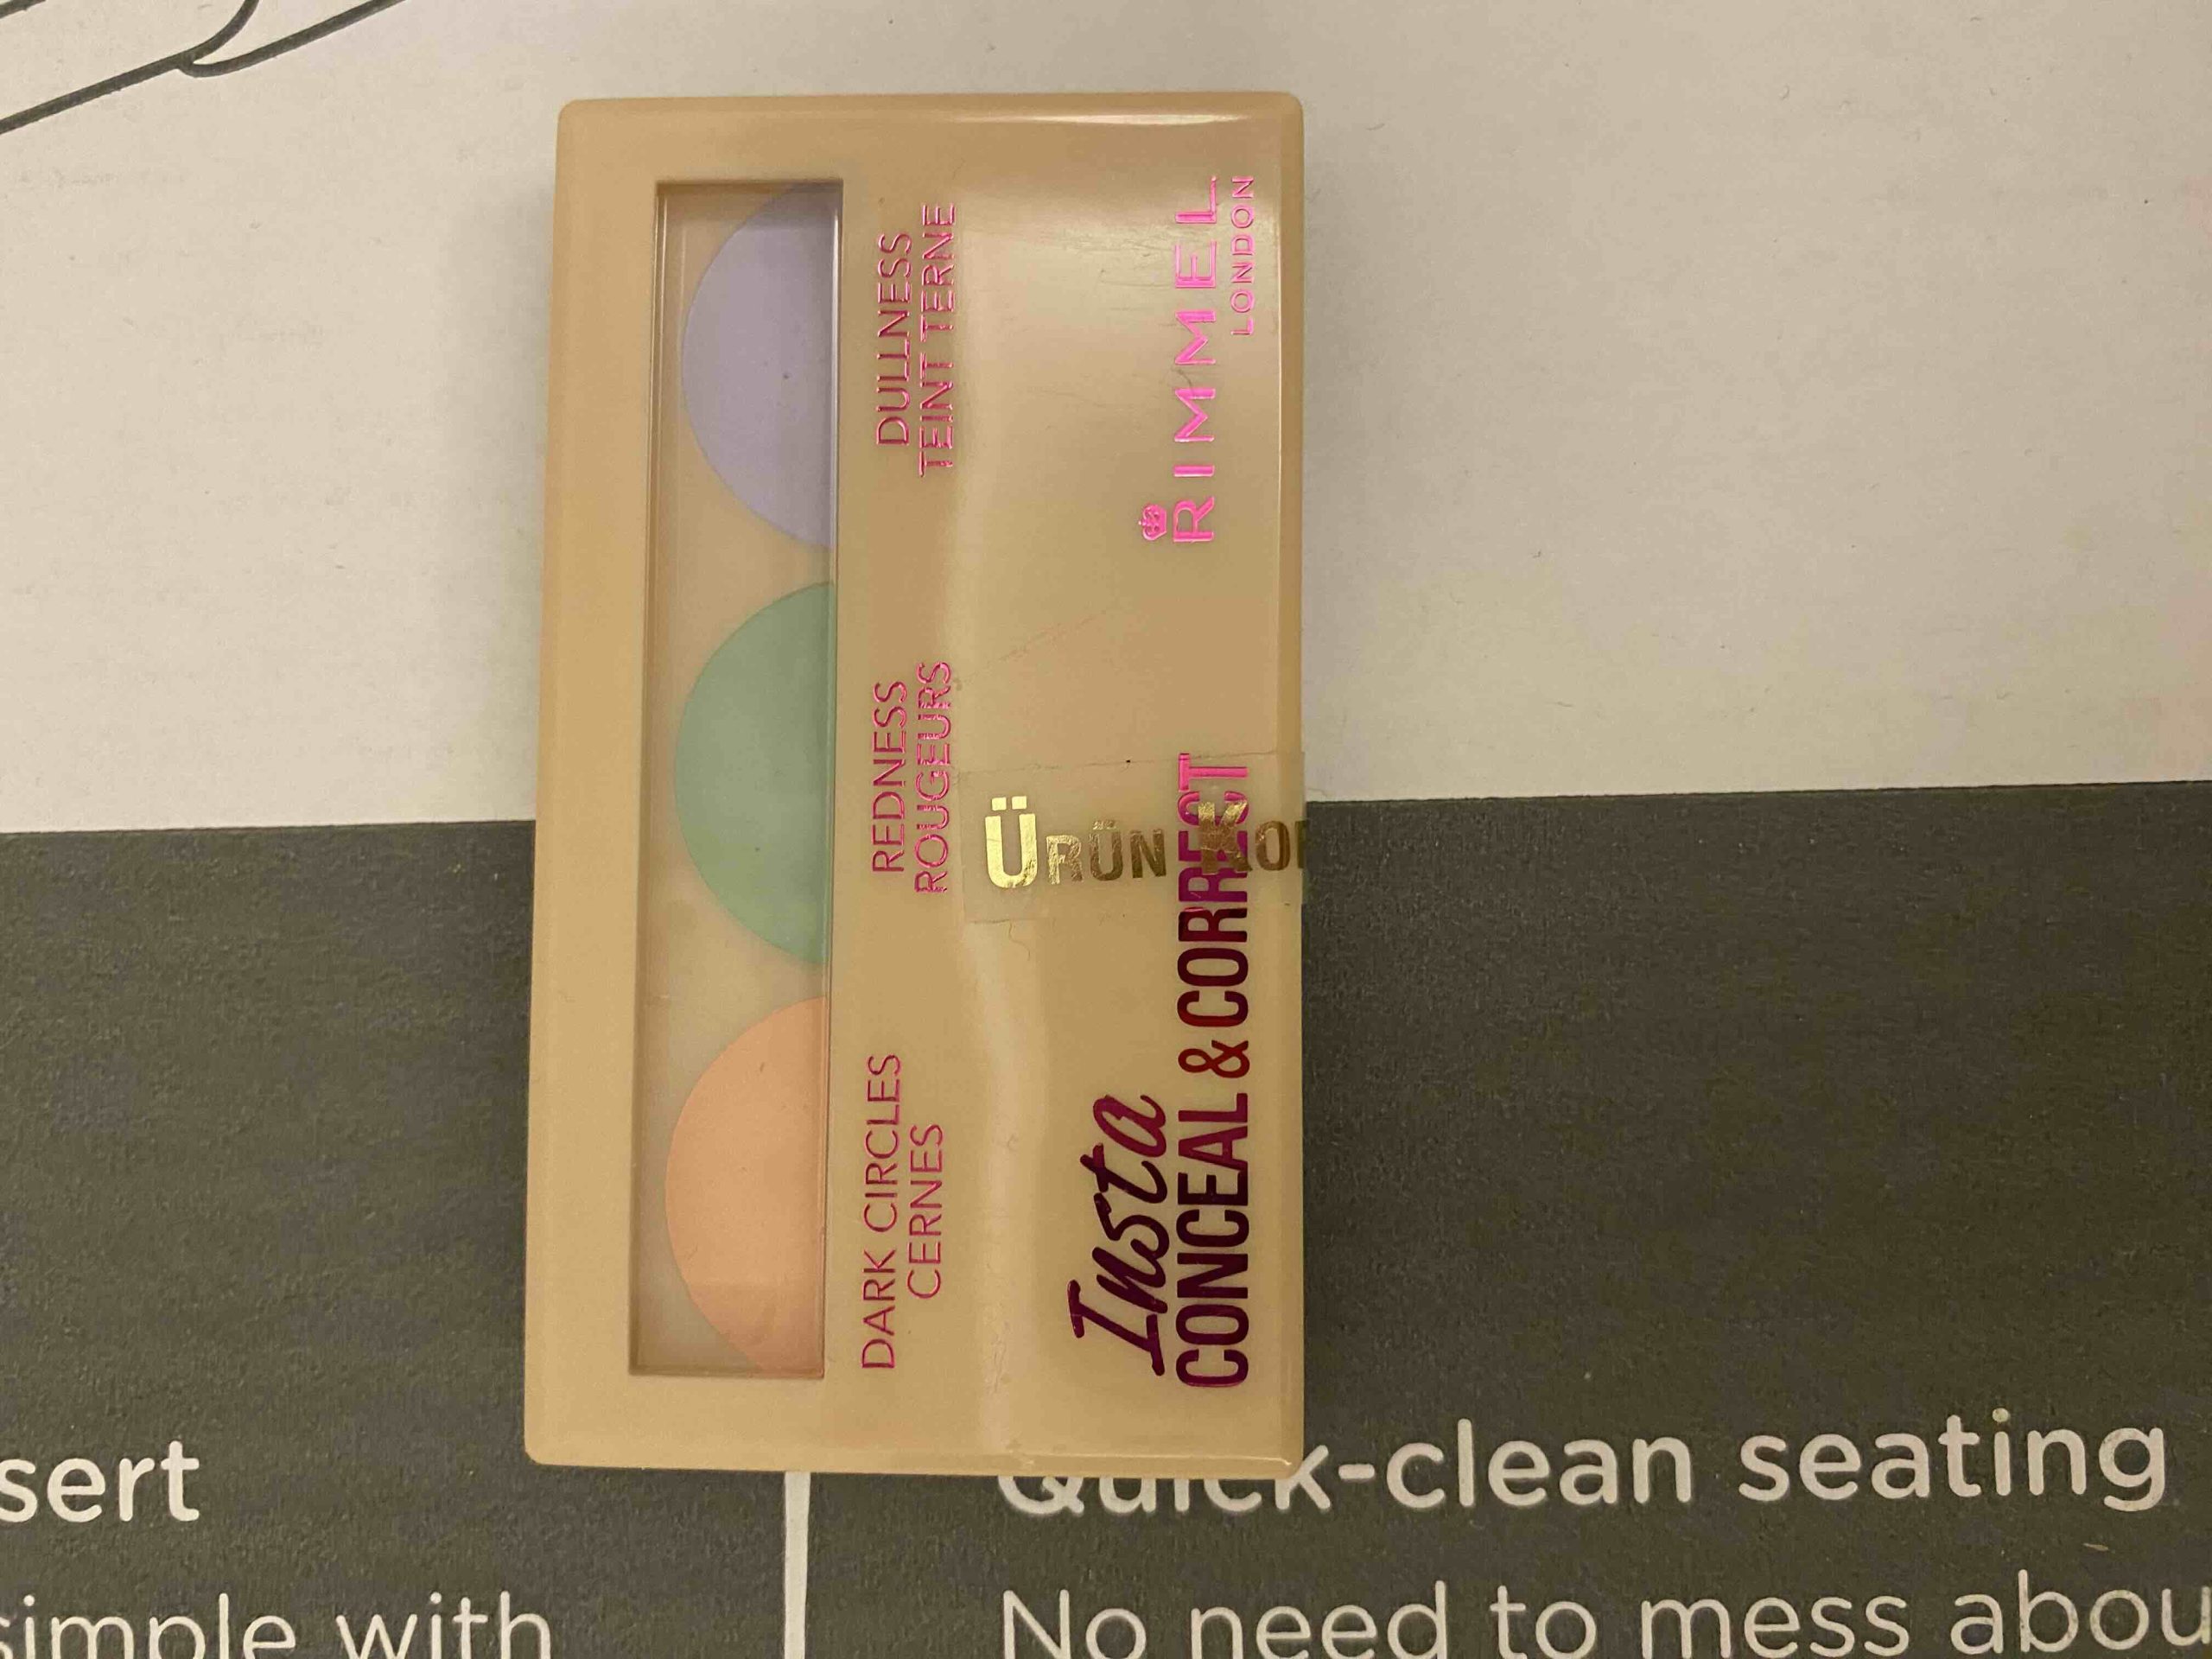 DARK CIRCLES
CERNES
REDNESS
ROUGEURS
DULLNESS
TEINT TERNE
Insta
CONCEAL & CORRECT
RIMMEL
LONDON
ÜRÜN
sert
simple with
Quick-clean seating
No need to mess